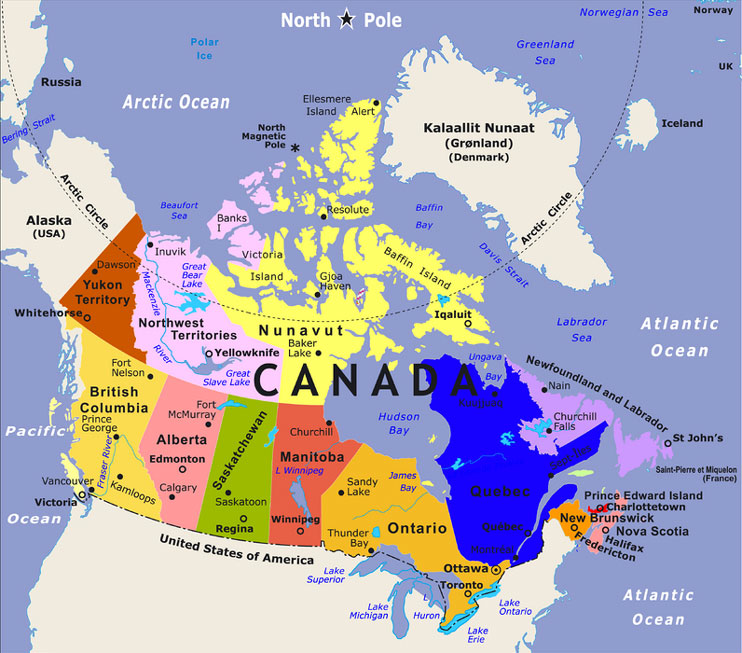 North ★ Pole
Norwegian Sea
Norway
Polar
Ice
Greenland
Sea
UK
Russia
Arctic Ocean
Ellesmere
Island
Alert
Kalaallit Nunaat
(Grønland)
(Denmark)
Iceland
Bering Strait
North
Magnetic
Pole *
Arctic Circle
Alaska
(USA)
Beaufort
Sea
Banks
I
Resolute
Baffin
Bay
Arctic Circle
Davis Strait
Inuvik
Victoria
Island
Baffin Island
Dawson
Yukon
Territory
Great
Bear
Lake
Mackenzie
River
Gjoa
Haven
Iqaluit
Whitehorse
Northwest
Territories
Nunavut
Labrador
Sea
Atlantic
Ocean
Yellowknife
Baker
Lake
Great
Slave Lake
Ungava
Bay
Newfoundland and Labrador
Fort
Nelson
CANADA
Nain
Kuujjuaq
British
Columbia
Fort
McMurray
Hudson
Bay
Churchill
Falls
Pacific
Ocean
Prince
George
Alberta
Saskatchewan
Churchill
St John's
Edmonton
Manitoba
L Winnipeg
James
Bay
Sept-Iles
Saint-Pierre et Miquelon
(France)
Fraser River
Vancouver
Kamloops
Calgary
Saskatoon
Sandy
Lake
Quebec
Victoria
Prince Edward Island
Charlottetown
Regina
Winnipeg
Ontario
Québec
New Brunswick
Nova Scotia
United States of America
Thunder
Bay
Montréal
Fredericton
Halifax
Ottawa
Lake
Superior
Toronto
Lake
Michigan
L
Huron
Lake
Ontario
Lake
Erie
Atlantic
Ocean